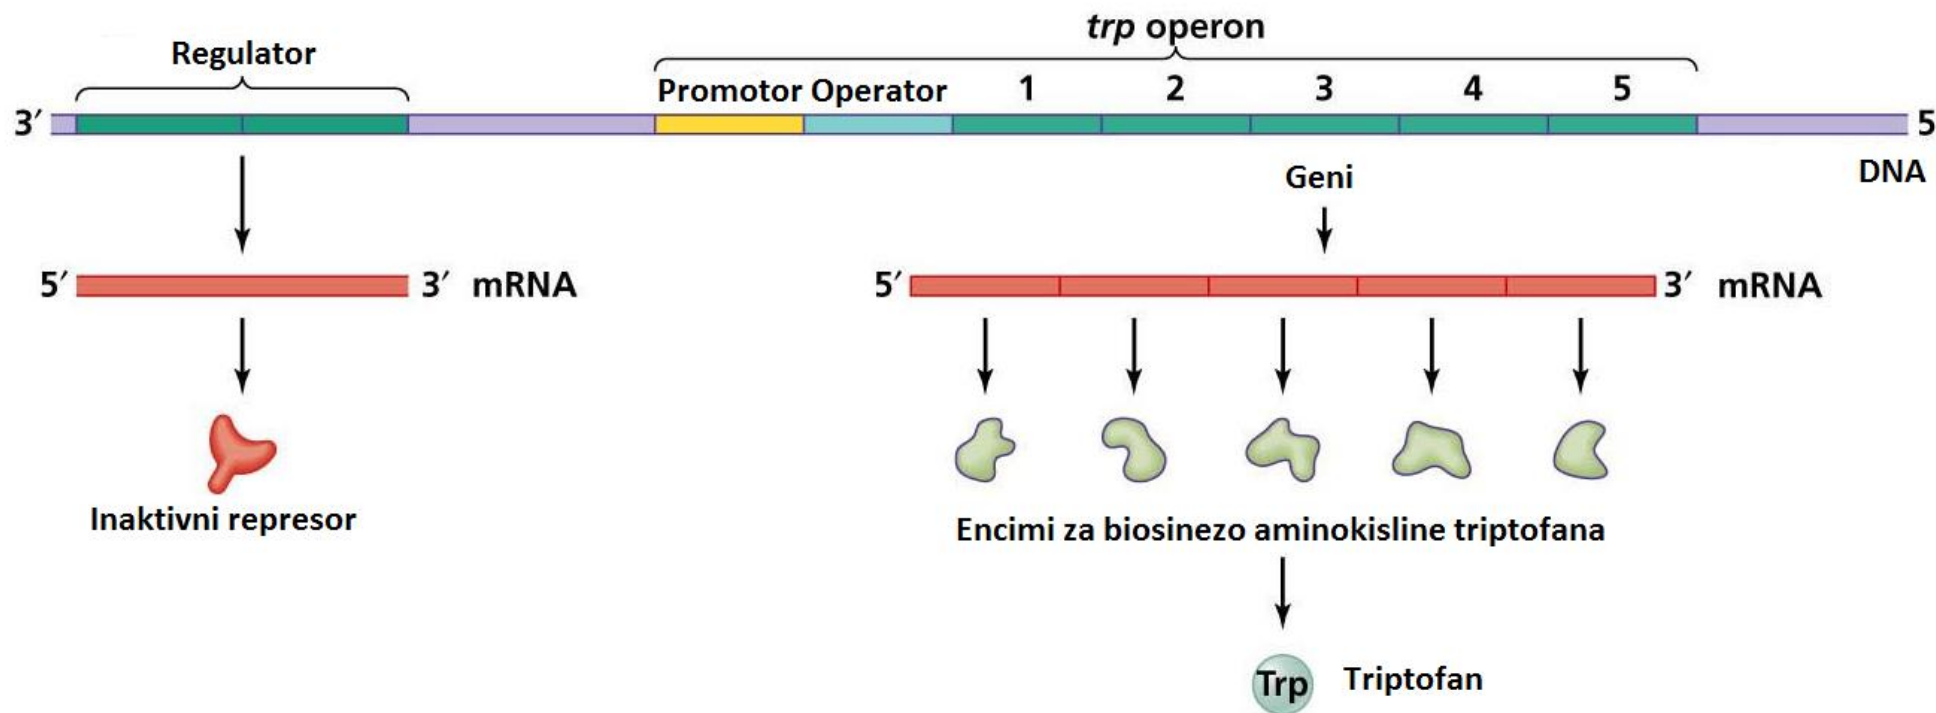 trp operon
Regulator
Promotor Operator 1 2 3 4 5
3′ 5
Geni
DNA
5′ 3′ mRNA 5′ 3′ mRNA
Inaktivni represor
Encimi za biosinezo aminokisline triptofana
Trp Triptofan